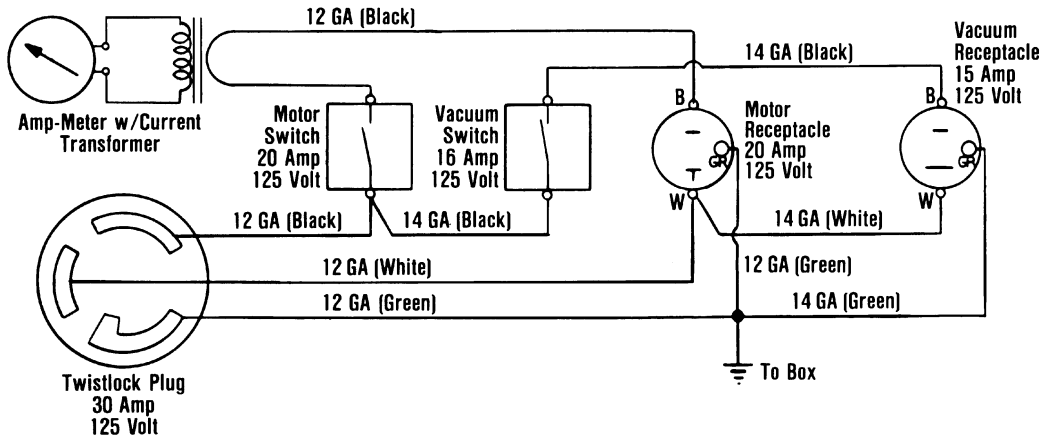 12 GA (Black)
Amp-Meter w/Current
Transformer
Motor
Switch
20 Amp
125 Volt
Vacuum
Switch
16 Amp
125 Volt
14 GA (Black)
Vacuum
Receptacle
15 Amp
125 Volt
B
Motor
Receptacle
20 Amp
125 Volt
GR
W
B
GR
W
12 GA (Black)
14 GA (Black)
14 GA (White)
12 GA (White)
12 GA (Green)
12 GA (Green)
14 GA (Green)
To Box
Twistlock Plug
30 Amp
125 Volt